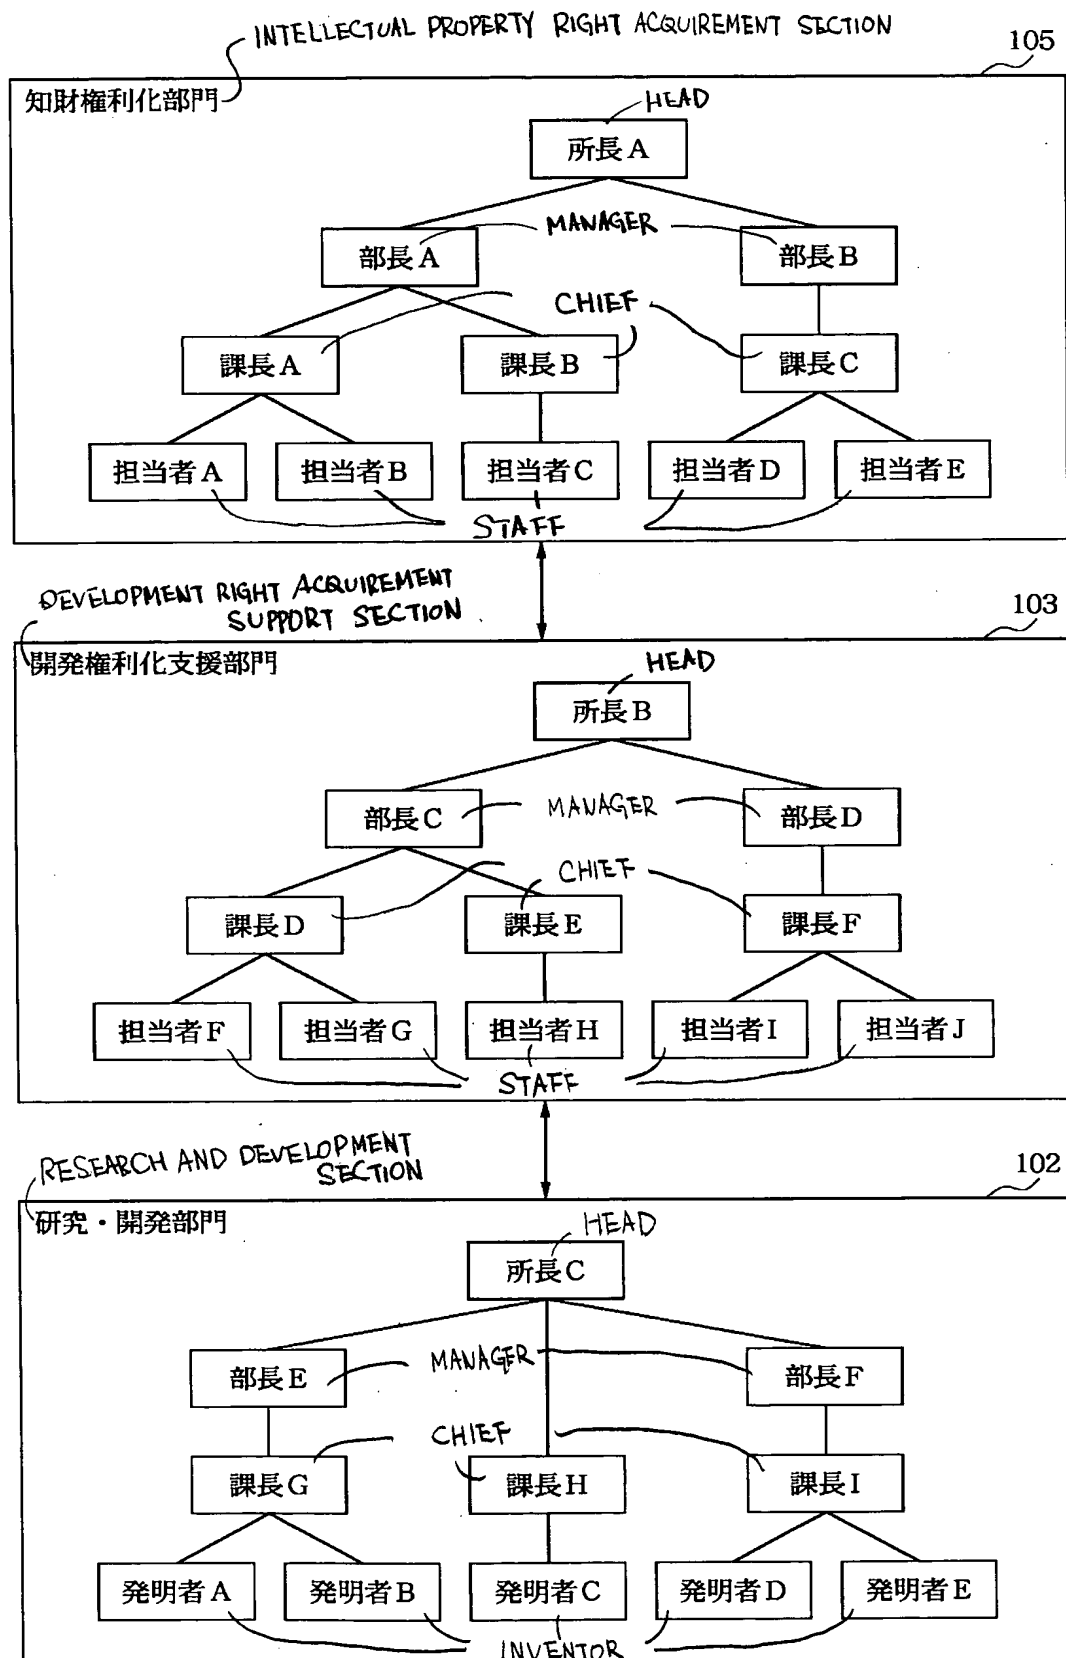 INTELLECTUAL PROPERTY RIGHT ACQUIREMENT SECTION
105
知財権利化部門
HEAD
所長A
MANAGER
部長A
部長B
CHIEF
課長A
課長B
課長C
担当者A
担当者B
担当者C
担当者D
担当者E
STAFF
DEVELOPMENT RIGHT ACQUIREMENT
SUPPORT SECTION
103
開発権利化支援部門
HEAD
所長B
部長C
MANAGER
部長D
CHIEF
課長D
課長E
課長F
担当者F
担当者G
担当者H
担当者I
担当者J
STAFF
RESEARCH AND DEVELOPMENT
SECTION
102
研究・開発部門
HEAD
所長C
部長E
MANAGER
部長F
CHIEF
課長G
課長H
課長I
発明者A
発明者B
発明者C
発明者D
発明者E
INVENTOR